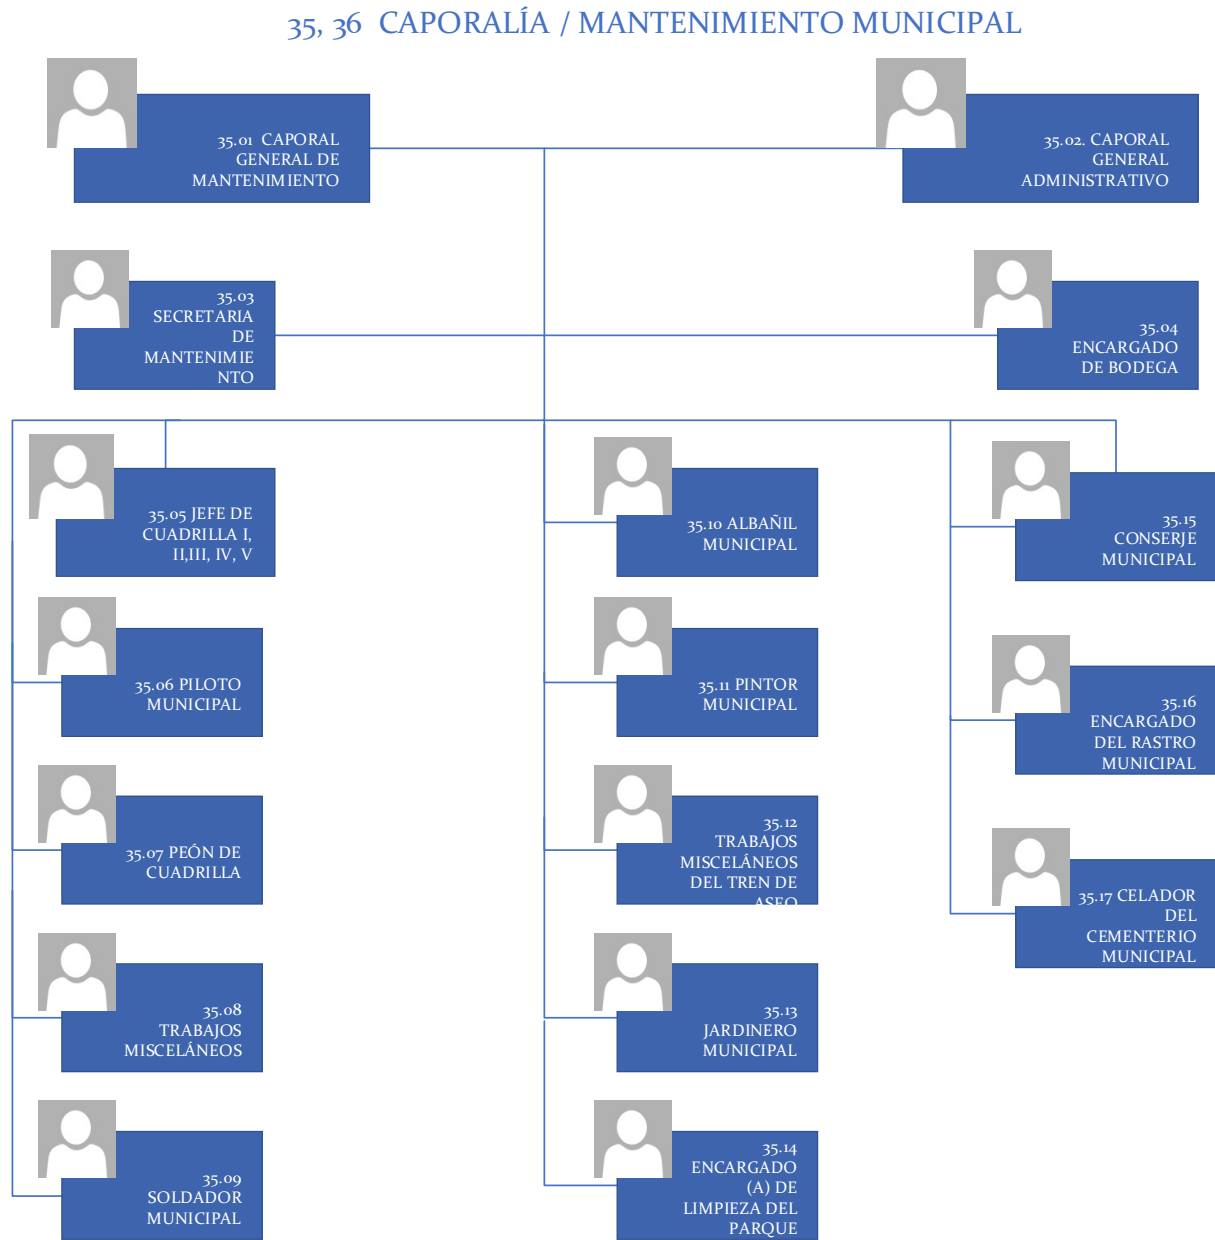 35, 36 CAPORALÍA / MANTENIMIENTO MUNICIPAL
35.01 CAPORAL
GENERAL DE
MANTENIMIENTO
35.02. CAPORAL
GENERAL
ADMINISTRATIVO
35.03
SECRETARIA
DE
MANTENIMIE
NTO
35.04
ENCARGADO
DE BODEGA
35.05 JEFE DE
CUADRILLA I,
II,III, IV, V
35.06 PILOTO
MUNICIPAL
35.07 PEÓN DE
CUADRILLA
35.08
TRABAJOS
MISCELÁNEOS
35.09
SOLDADOR
MUNICIPAL
35.10 ALBAÑIL
MUNICIPAL
35.11 PINTOR
MUNICIPAL
35.12
TRABAJOS
MISCELÁNEOS
DEL TREN DE
ASEO
35.13
JARDINERO
MUNICIPAL
35.14
ENCARGADO
(A) DE
LIMPIEZA DEL
PARQUE
35.15
CONSERJE
MUNICIPAL
35.16
ENCARGADO
DEL RASTRO
MUNICIPAL
35.17 CELADOR
DEL
CEMENTERIO
MUNICIPAL